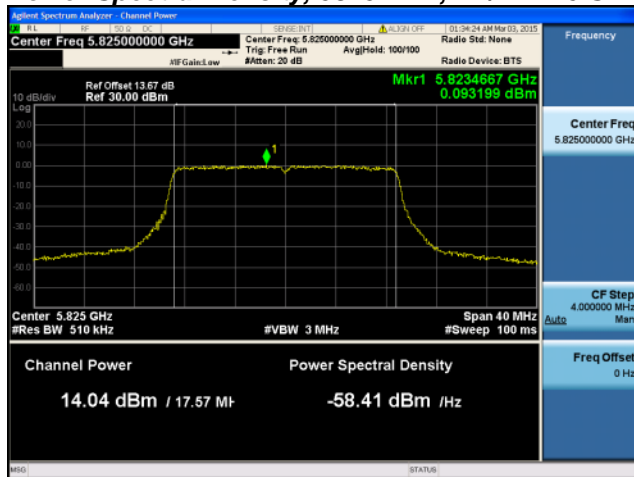 Agilent Spectrum Analyzer - Channel Power
RL RF 50 Ω DC SENSE:INT ALIGN OFF 01:34:24 AM Mar 03, 2015
Center Freq 5.825000000 GHz
Center Freq: 5.825000000 GHz
Radio Std: None
Trig: Free Run Avg|Hold: 100/100
#IFGain:Low #Atten: 20 dB Radio Device: BTS
Ref Offset 13.67 dB
Mkr1 5.8234667 GHz
10 dB/div Ref 30.00 dBm 0.093199 dBm
Log
20.0
10.0
1
0.00
-10.0
-20.0
-30.0
-40.0
-50.0
-60.0
Center 5.825 GHz Span 40 MHz
#Res BW 510 kHz #VBW 3 MHz #Sweep 100 ms
Channel Power Power Spectral Density
14.04 dBm / 17.57 MH -58.41 dBm /Hz
MSG STATUS
Frequency
Center Freq
5.825000000 GHz
CF Step
4.000000 MHz
Auto Man
Freq Offset
0 Hz